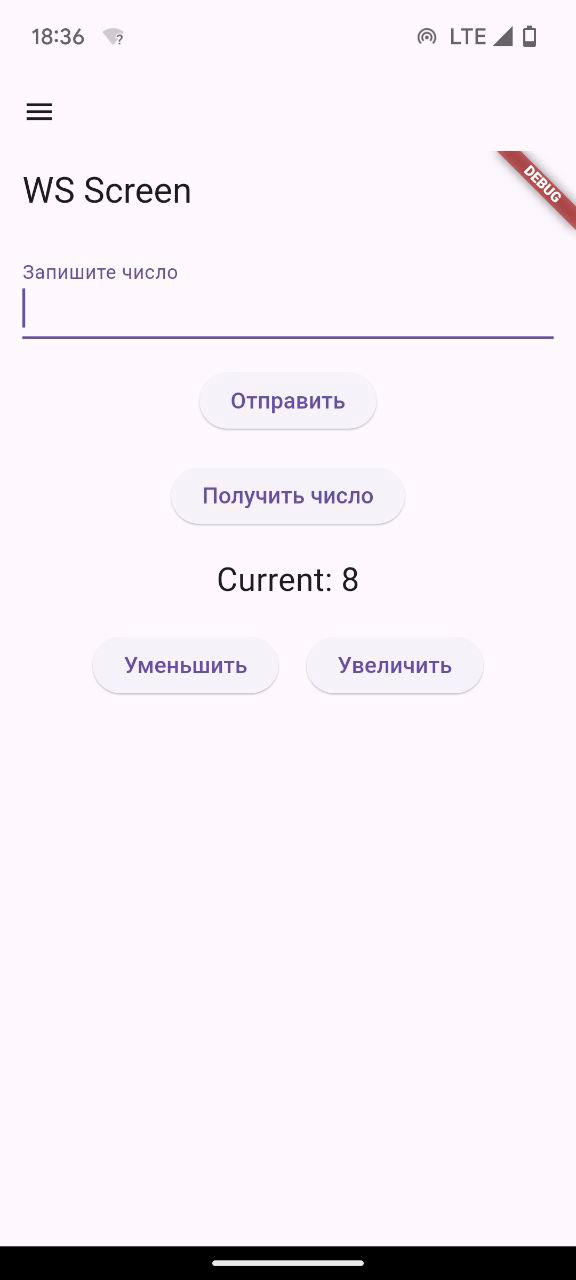 18:36 LTE
DEBUG
WS Screen
Запишите число
Отправить
Получить число
Current: 8
Уменьшить Увеличить